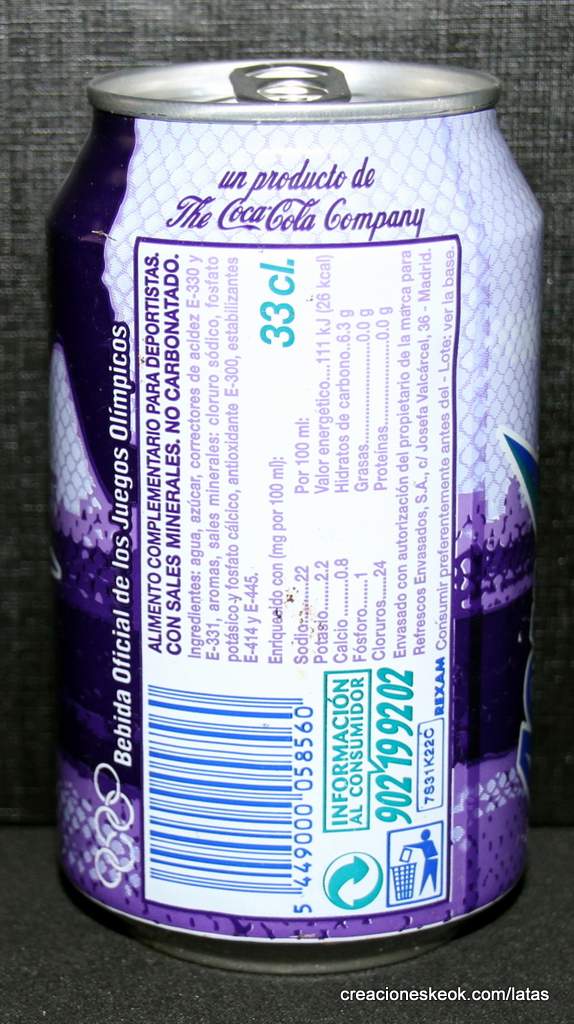 un producto de
The Coca-Cola Company
Bebida Oficial de los Juegos Olímpicos
ALIMENTO COMPLEMENTARIO PARA DEPORTISTAS.
CON SALES MINERALES. NO CARBONATADO.
Ingredientes: agua, azúcar, correctores de acidez E-330 y
E-331, aromas, sales minerales: cloruro sódico, fosfato
potásico y fosfato cálcico, antioxidante E-300, estabilizantes
E-414 y E-445.
33 cl.
Enriquecido con (mg por 100 ml):
Sodio.....22
Potasio.......2.2
Calcio........0.8
Fósforo.......1
Cloruros....24
Por 100 ml:
Valor energético....111 kJ (26 kcal)
Hidratos de carbono..6.3 g
Grasas....................0.0 g
Proteínas.................0.0 g
Envasado con autorización del propietario de la marca para
Refrescos Envasados, S.A., c/ Josefa Valcárcel, 36 - Madrid.
Consumir preferentemente antes del - Lote: ver la base.
5 449000 058560
INFORMACIÓN
AL CONSUMIDOR
902 19 92 02
7S31K22C
REXAM
creacioneskeok.com/latas